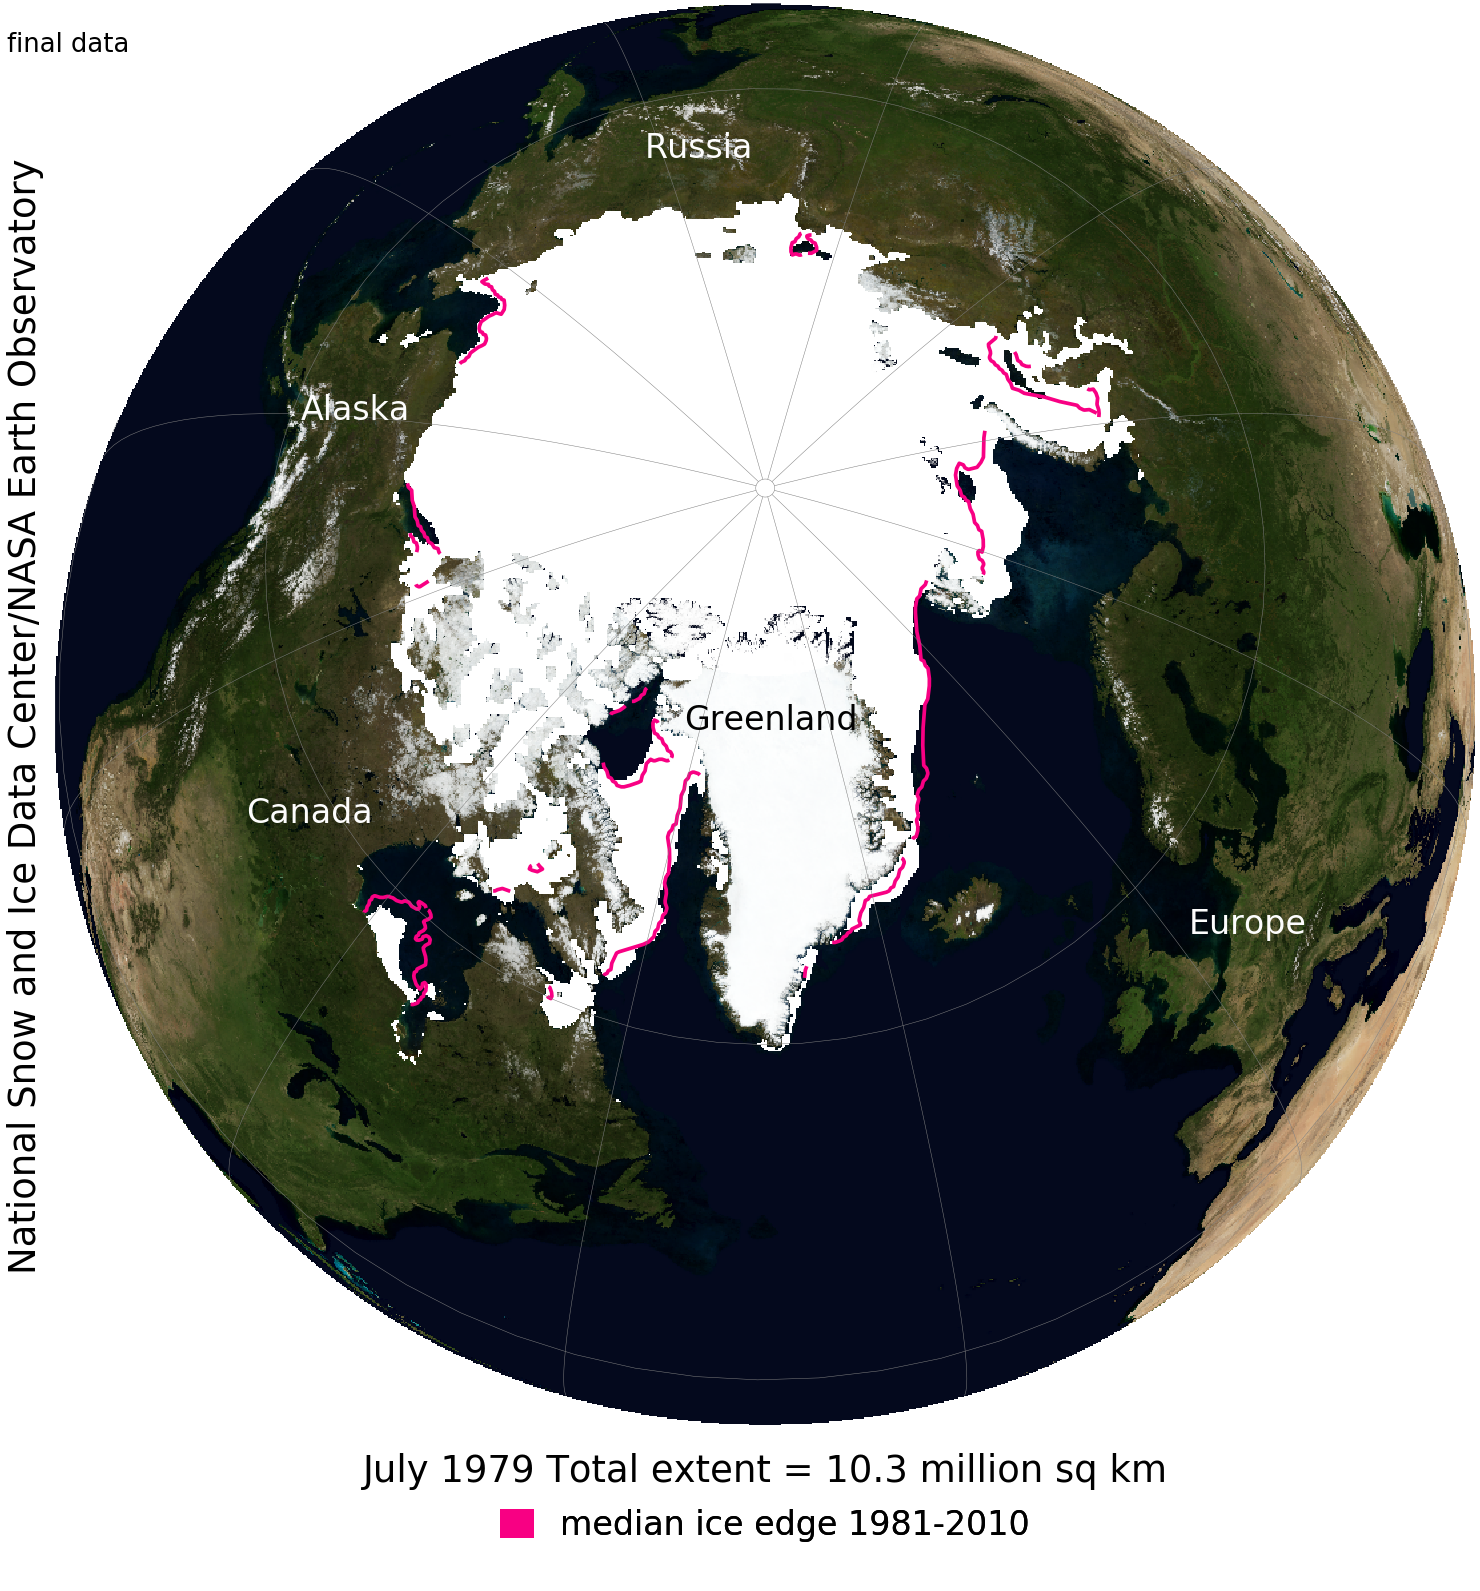 final data
National Snow and Ice Data Center/NASA Earth Observatory
Russia
Alaska
Greenland
Canada
Europe
July 1979 Total extent = 10.3 million sq km
median ice edge 1981-2010